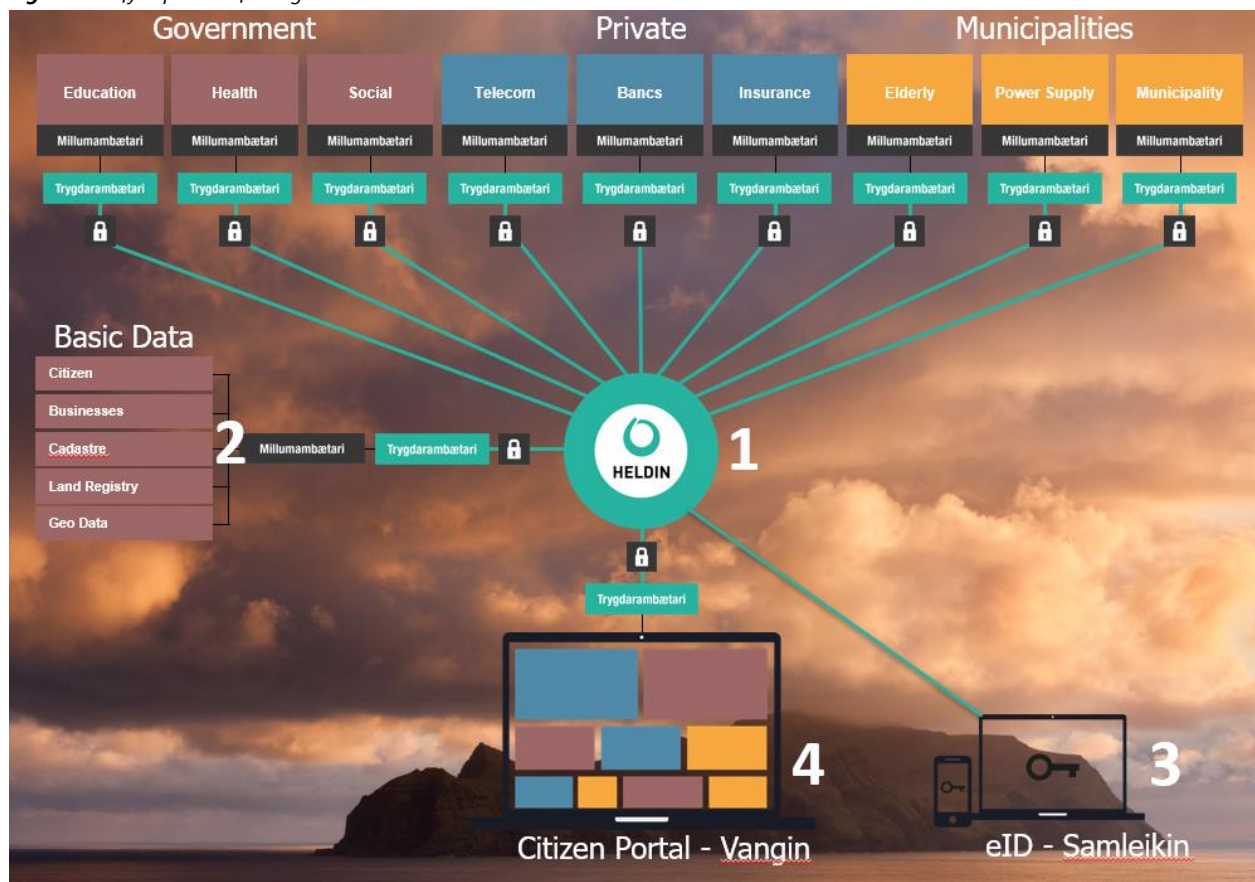 Government Private Municipalities
Education Health Social Telecom Bancs Insurance Elderly Power Supply Municipality
Millumambætari Millumambætari Millumambætari Millumambætari Millumambætari Millumambætari Millumambætari Millumambætari Millumambætari
Trygdarambætari Trygdarambætari Trygdarambætari Trygdarambætari Trygdarambætari Trygdarambætari Trygdarambætari Trygdarambætari Trygdarambætari
Basic Data
Citizen
Businesses
Cadastre
Land Registry
Geo Data
2
Millumambætari
Trygdarambætari
HELDIN
1
Trygdarambætari
4
Citizen Portal - Vangin
3
eID - Samleikin